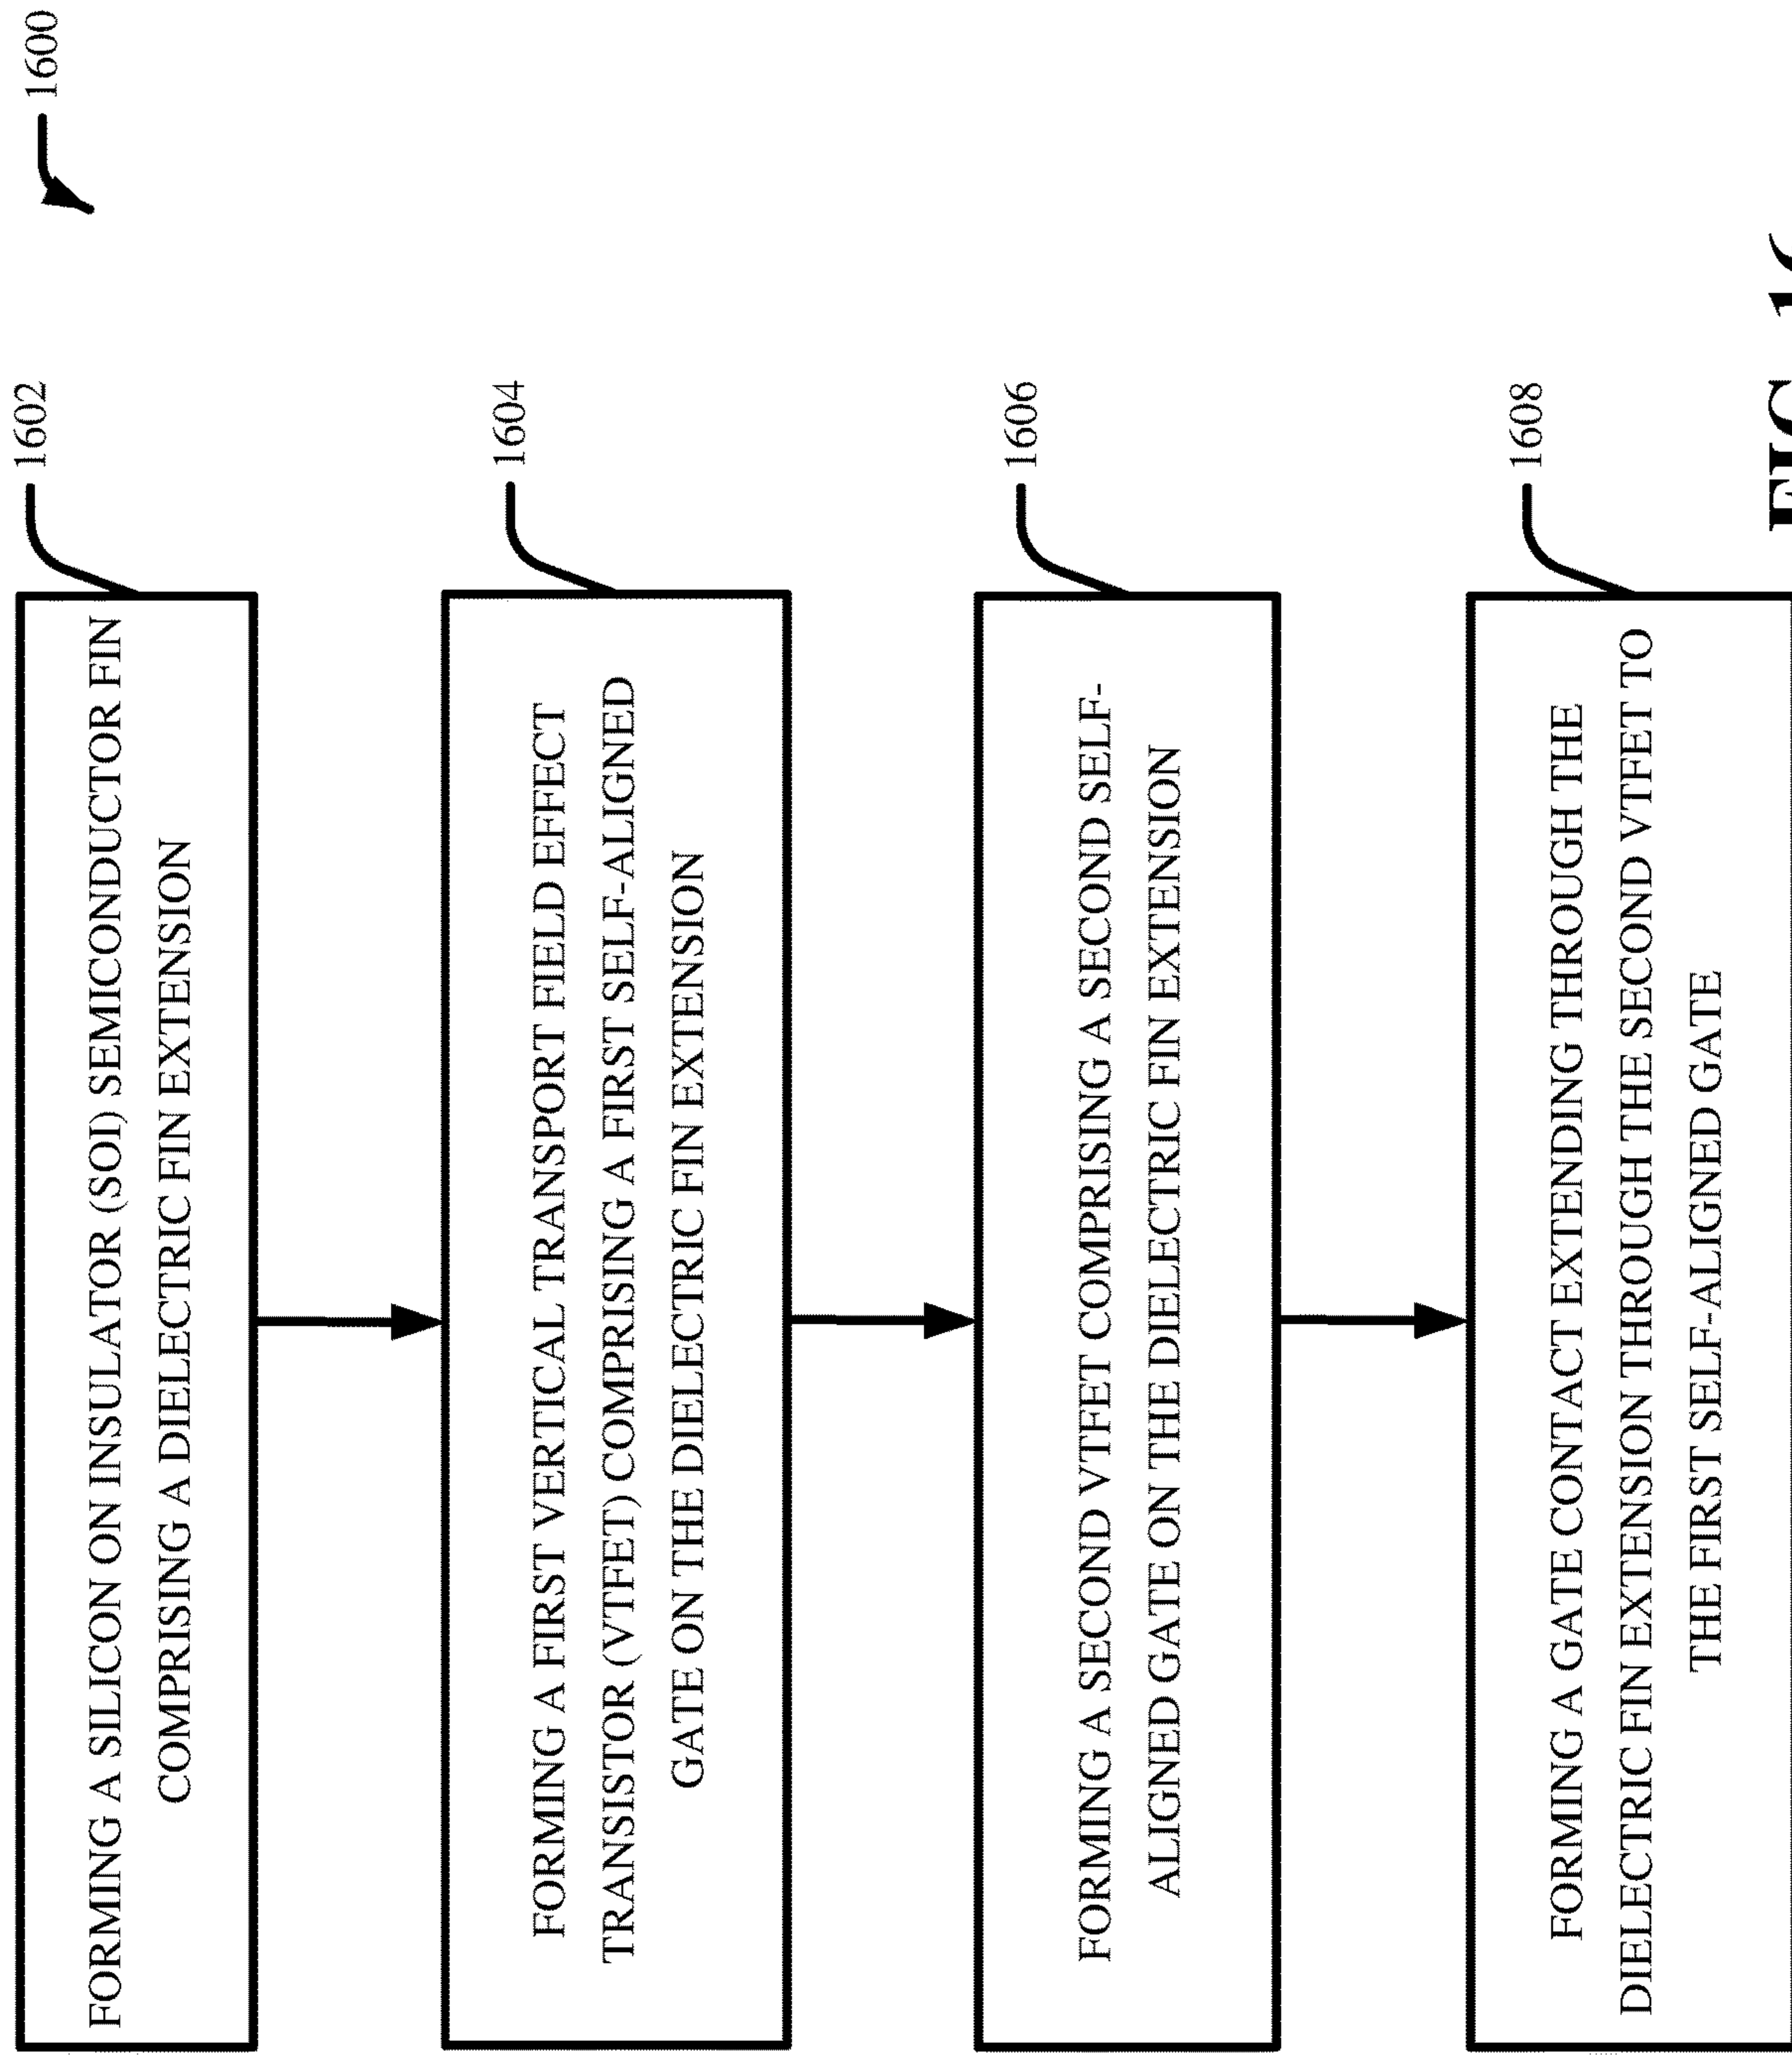 1600
1602
FORMING A SILICON ON INSULATOR (SOI) SEMICONDUCTOR FIN
COMPRISING A DIELECTRIC FIN EXTENSION
1604
FORMING A FIRST VERTICAL TRANSPORT FIELD EFFECT
TRANSISTOR (VTFET) COMPRISING A FIRST SELF-ALIGNED
GATE ON THE DIELECTRIC FIN EXTENSION
1606
FORMING A SECOND VTFET COMPRISING A SECOND SELF-
ALIGNED GATE ON THE DIELECTRIC FIN EXTENSION
1608
FORMING A GATE CONTACT EXTENDING THROUGH THE
DIELECTRIC FIN EXTENSION THROUGH THE SECOND VTFET TO
THE FIRST SELF-ALIGNED GATE